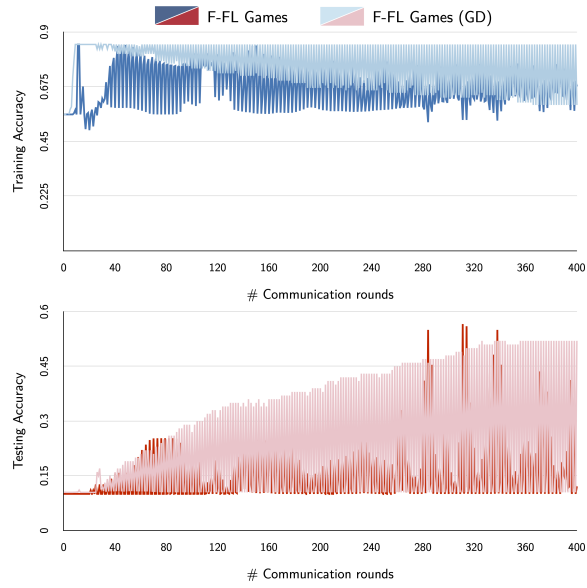 F-FL Games
F-FL Games (GD)
0.9
0.675
0.45
0.225
Training Accuracy
0 40 80 120 160 200 240 280 320 360 400
# Communication rounds
0.6
0.45
0.3
0.15
0
Testing Accuracy
0 40 80 120 160 200 240 280 320 360 400
# Communication rounds